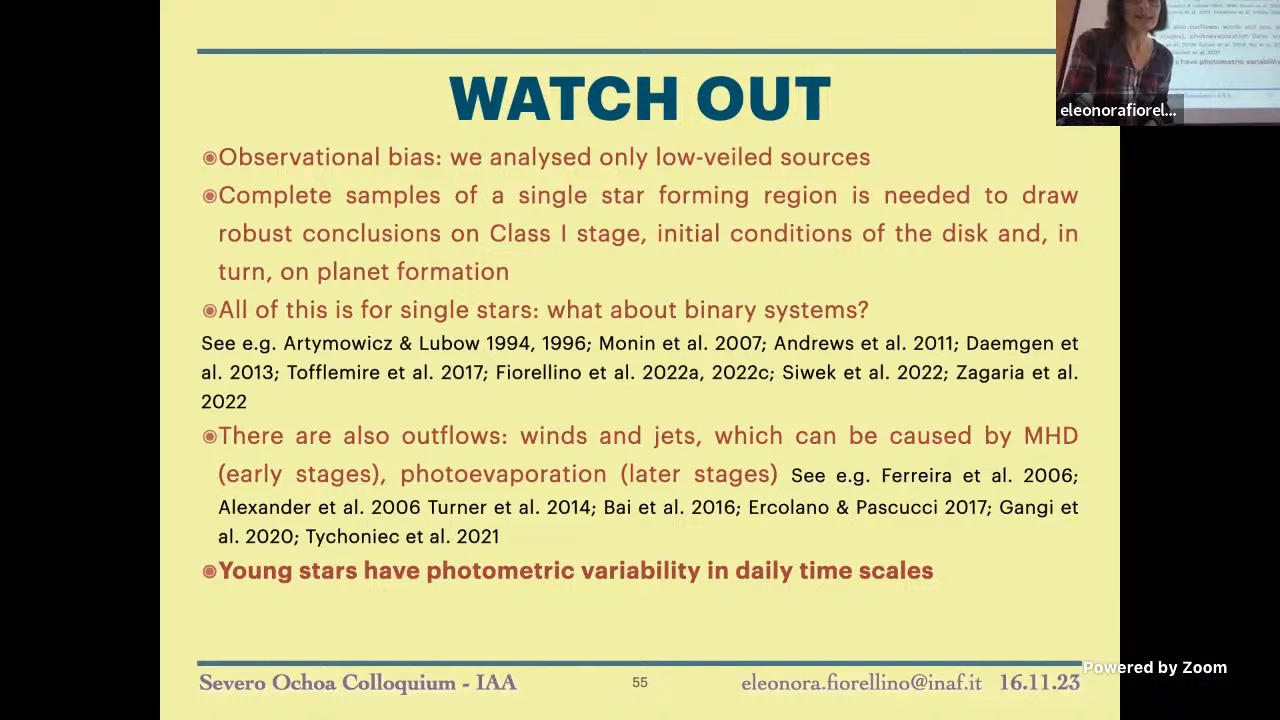 WATCH OUT
◉Observational bias: we analysed only low-veiled sources
◉Complete samples of a single star forming region is needed to draw
robust conclusions on Class I stage, initial conditions of the disk and, in
turn, on planet formation
◉All of this is for single stars: what about binary systems?
See e.g. Artymowicz & Lubow 1994, 1996; Monin et al. 2007; Andrews et al. 2011; Daemgen et
al. 2013; Tofflemire et al. 2017; Fiorellino et al. 2022a, 2022c; Siwek et al. 2022; Zagaria et al.
2022
◉There are also outflows: winds and jets, which can be caused by MHD
(early stages), photoevaporation (later stages) See e.g. Ferreira et al. 2006;
Alexander et al. 2006 Turner et al. 2014; Bai et al. 2016; Ercolano & Pascucci 2017; Gangi et
al. 2020; Tychoniec et al. 2021
◉Young stars have photometric variability in daily time scales
Severo Ochoa Colloquium - IAA 55 eleonora.fiorellino@inaf.it 16.11.23
eleonorafiorel...
Powered by Zoom